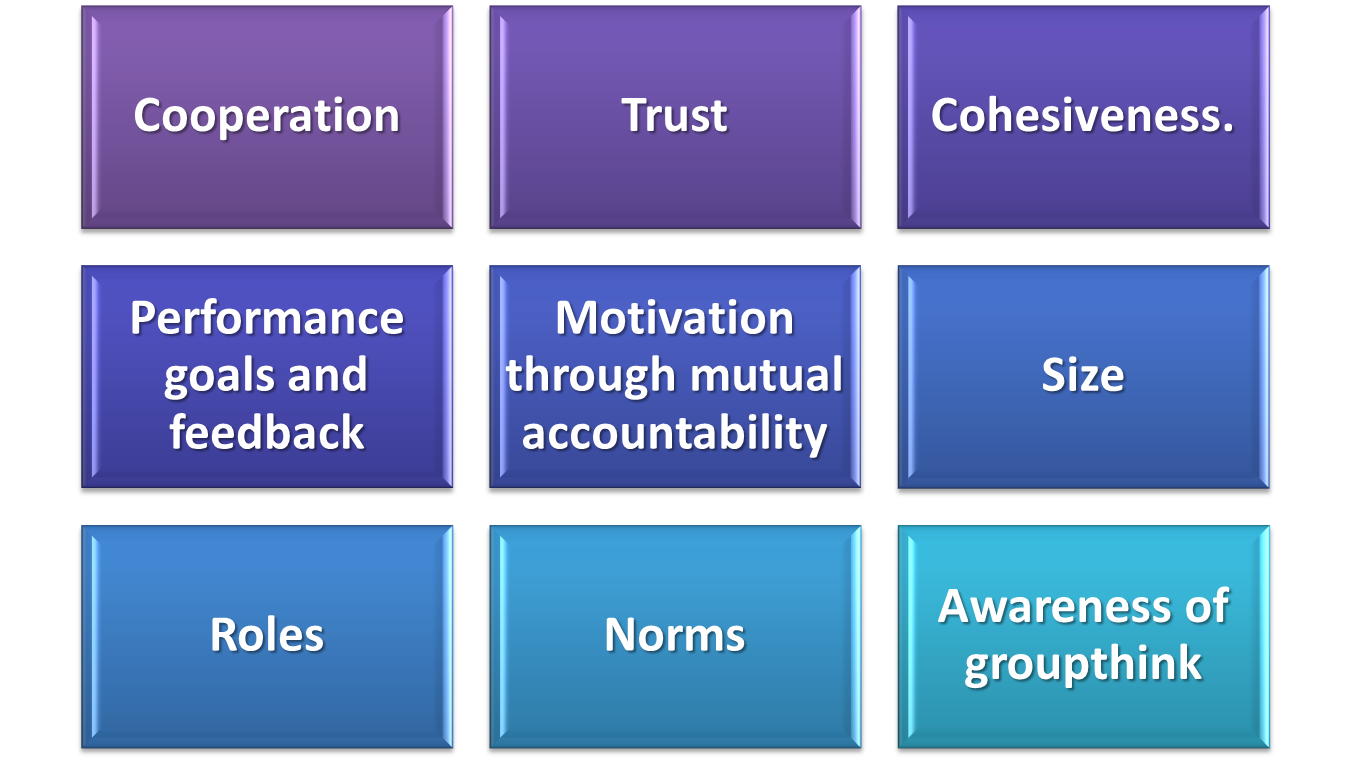 Cooperation
Trust
Cohesiveness.
Performance
goals and
feedback
Motivation
through mutual
accountability
Size
Roles
Norms
Awareness of
groupthink